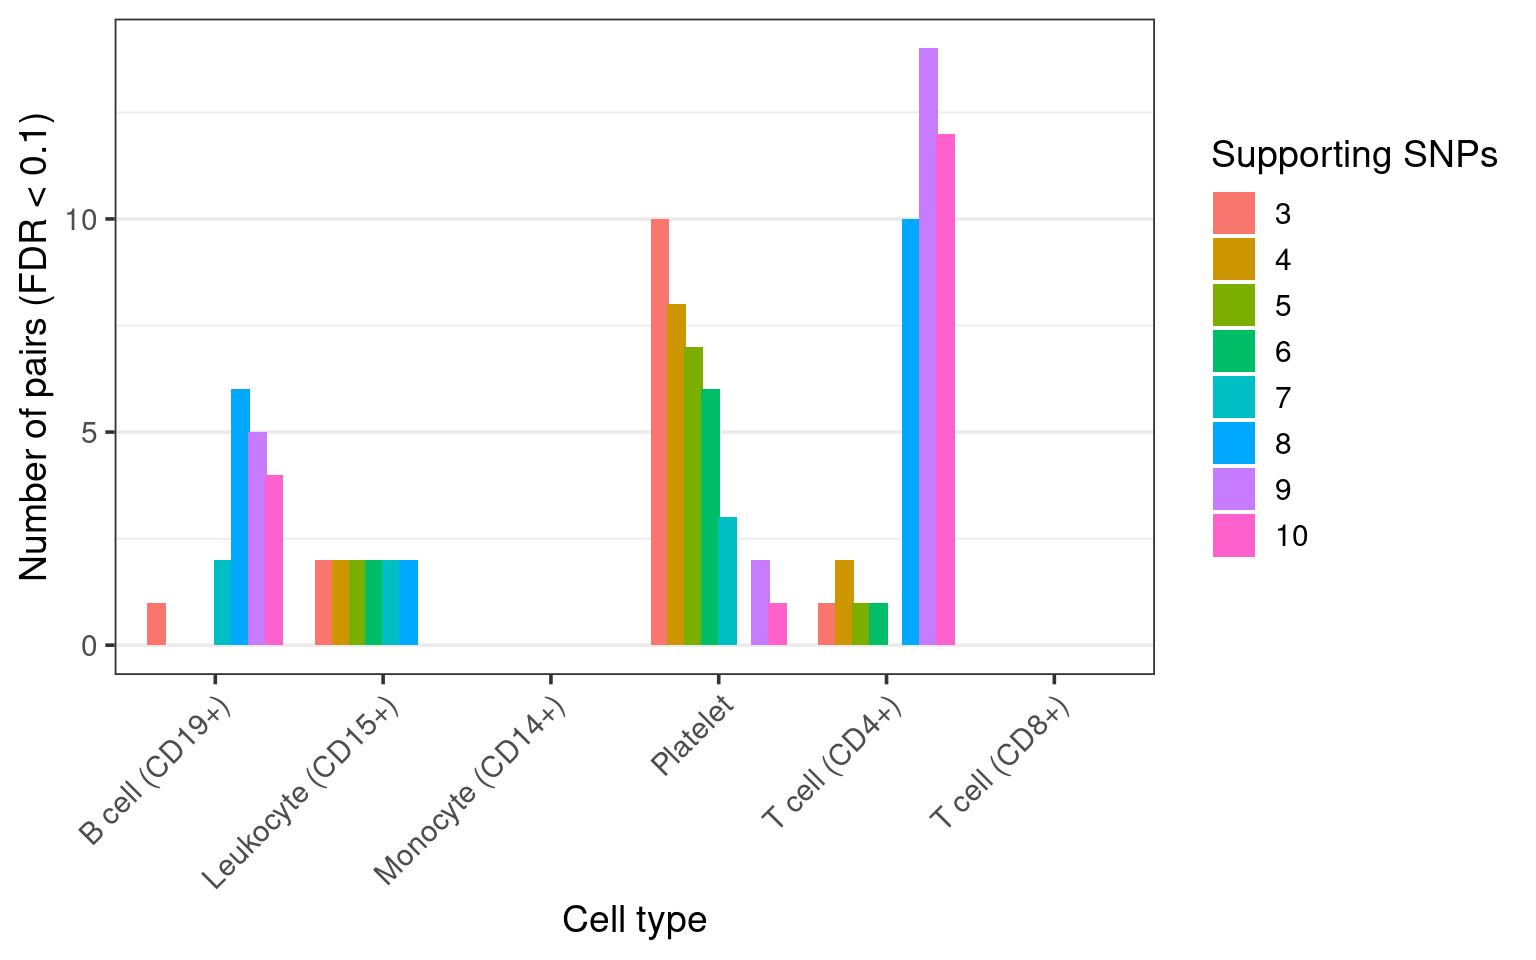 Number of pairs (FDR < 0.1)
10
5
0
B cell (CD19+)
Leukocyte (CD15+)
Monocyte (CD14+)
Platelet
T cell (CD4+)
T cell (CD8+)
Cell type
Supporting SNPs
3
4
5
6
7
8
9
10